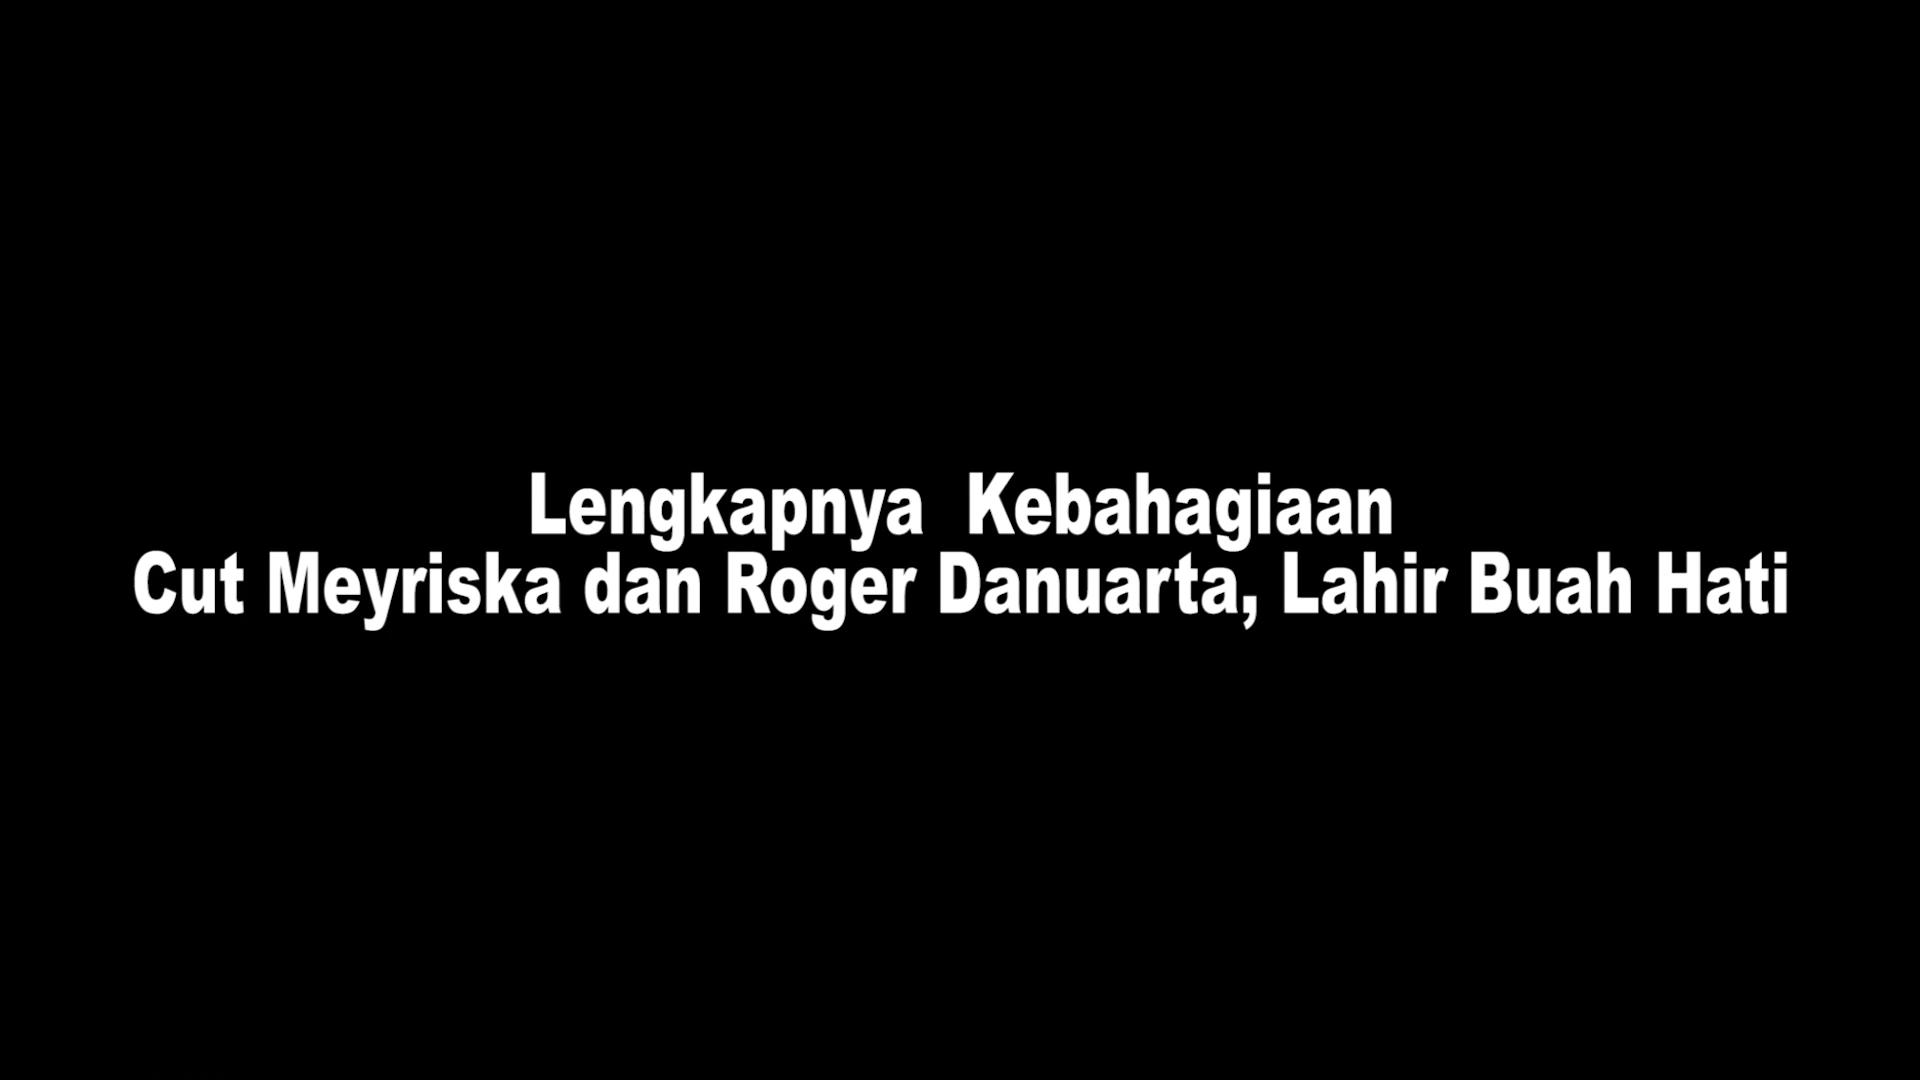 Lengkapnya  Kebahagiaan
Cut Meyriska dan Roger Danuarta, Lahir Buah Hati